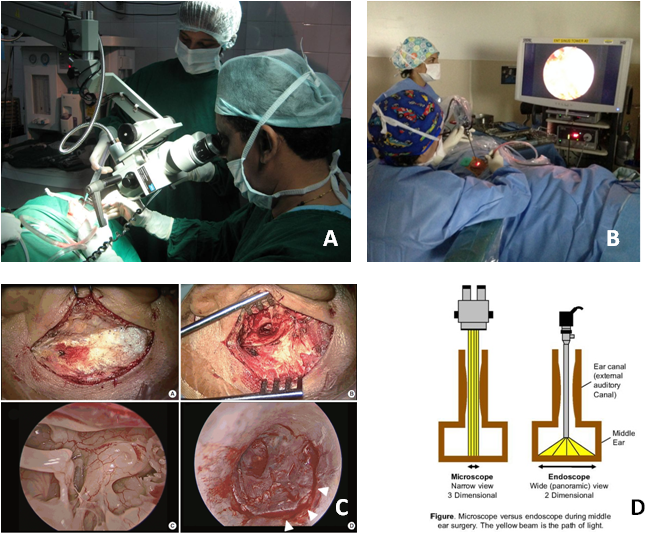 A
B
A
B
C
D
C
Ear canal
(external
auditory
Canal)
Middle
Ear
Microscope
Narrow view
3 Dimensional
Endoscope
Wide (panoramic) view
2 Dimensional
D
Figure. Microscope versus endoscope during middle
ear surgery. The yellow beam is the path of light.